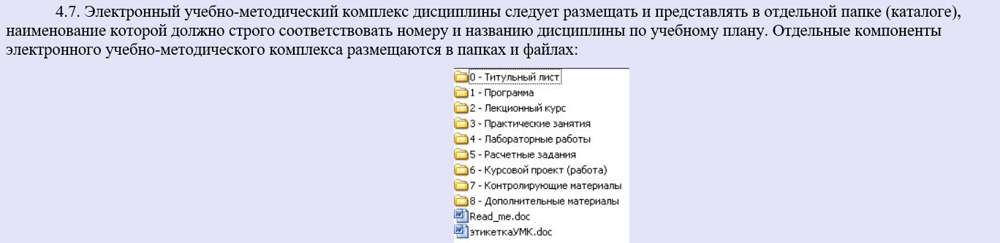 4.7. Электронный учебно-методический комплекс дисциплины следует размещать и представлять в отдельной папке (каталоге),
наименование которой должно строго соответствовать номеру и названию дисциплины по учебному плану. Отдельные компоненты
электронного учебно-методического комплекса размещаются в папках и файлах:
0 - Титульный лист
1 - Программа
2 - Лекционный курс
3 - Практические занятия
4 - Лабораторные работы
5 - Расчетные задания
6 - Курсовой проект (работа)
7 - Контролирующие материалы
8 - Дополнительные материалы
Read_me.doc
этикеткаУМК.doc